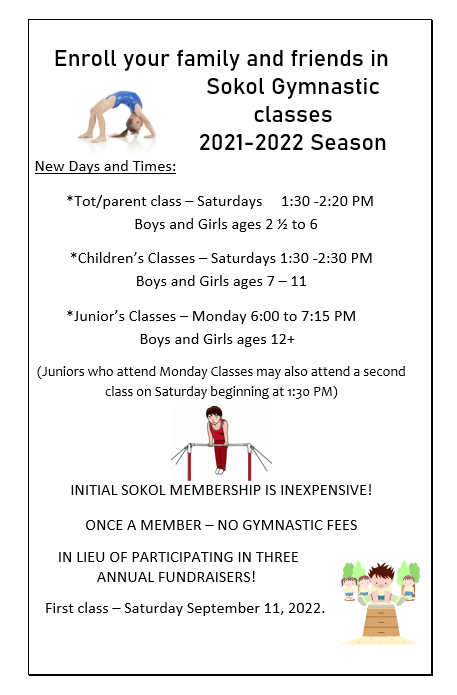 Enroll your family and friends in
Sokol Gymnastic
classes
2021-2022 Season
New Days and Times:
*Tot/parent class – Saturdays 1:30 -2:20 PM
Boys and Girls ages 2 ½ to 6
*Children's Classes – Saturdays 1:30 -2:30 PM
Boys and Girls ages 7 – 11
*Junior's Classes – Monday 6:00 to 7:15 PM
Boys and Girls ages 12+
(Juniors who attend Monday Classes may also attend a second
class on Saturday beginning at 1:30 PM)
INITIAL SOKOL MEMBERSHIP IS INEXPENSIVE!
ONCE A MEMBER – NO GYMNASTIC FEES
IN LIEU OF PARTICIPATING IN THREE
ANNUAL FUNDRAISERS!
First class – Saturday September 11, 2022.